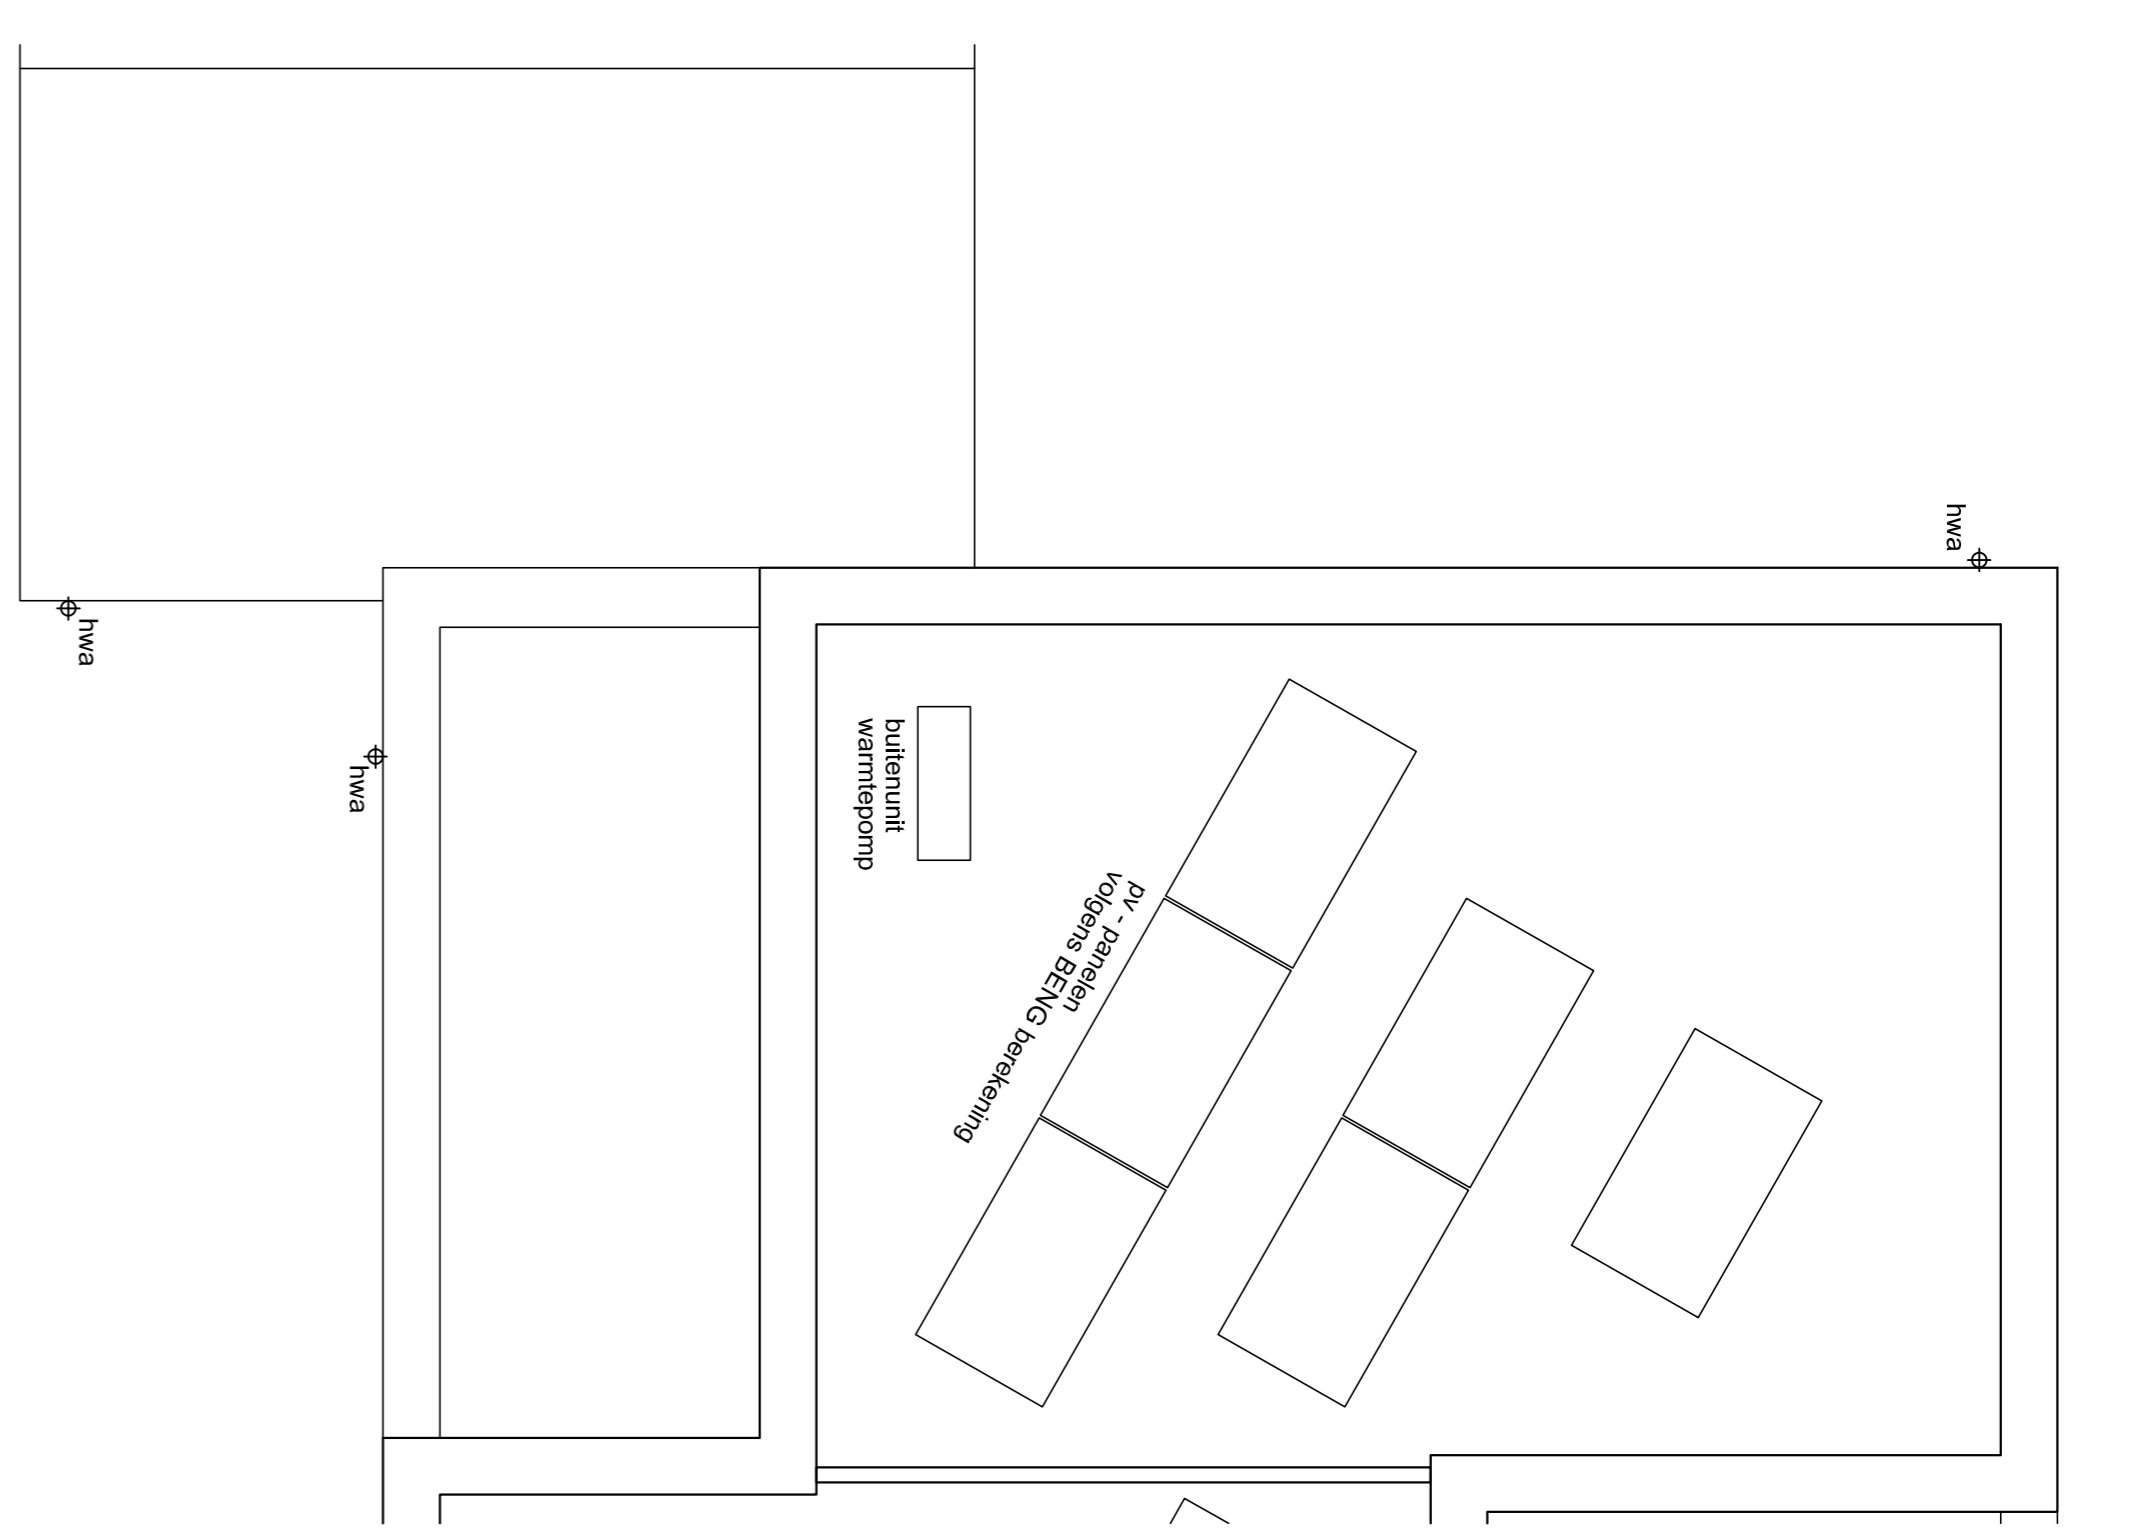 hwa
hwa
hwa
buitenunit
warmtepomp
pv - panelen
volgens BENG berekening